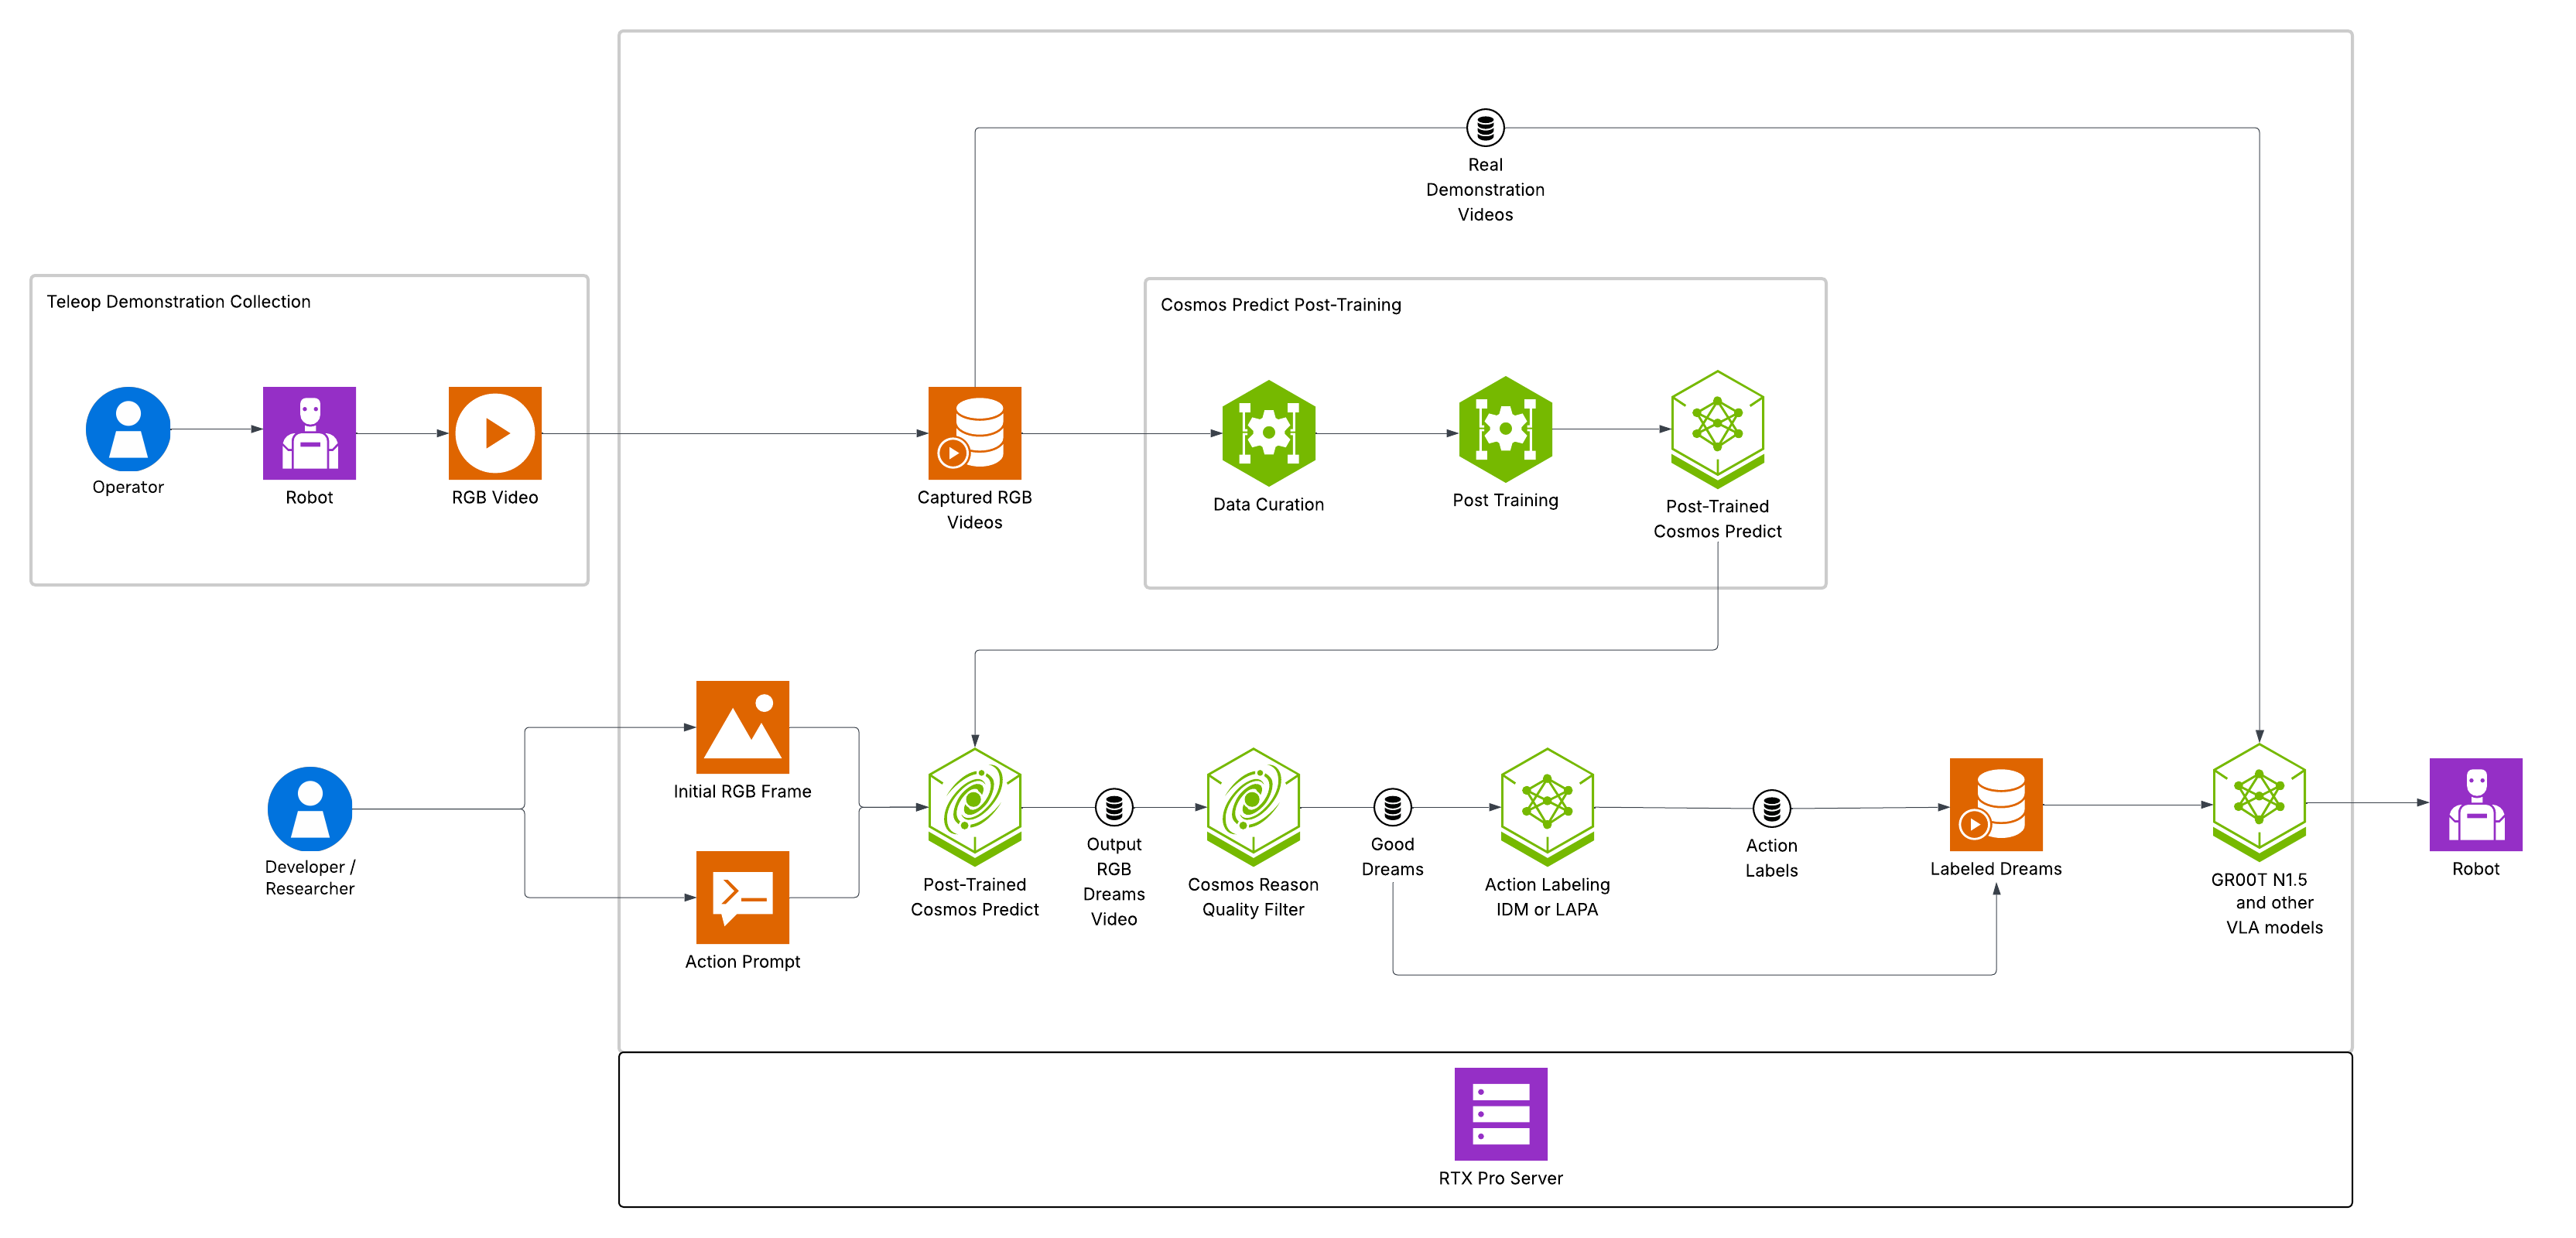 Real
Demonstration
Videos
Teleop Demonstration Collection
Operator
Robot
RGB Video
Captured RGB
Videos
Cosmos Predict Post-Training
Data Curation
Post Training
Post-Trained
Cosmos Predict
Developer /
Researcher
Initial RGB Frame
Action Prompt
Post-Trained
Cosmos Predict
Output
RGB
Dreams
Video
Cosmos Reason
Quality Filter
Good
Dreams
Action Labeling
IDM or LAPA
Action
Labels
Labeled Dreams
GR00T N1.5
and other
VLA models
Robot
RTX Pro Server